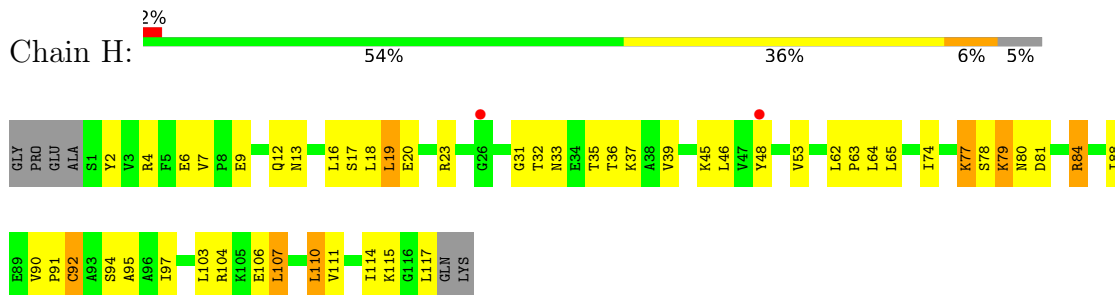 2%
Chain H:
54% 36% 6% 5%
GLY PRO GLU ALA S1 Y2 V3 R4 F5 E6 V7 P8 E9 Q12 N13 L16 S17 L18 L19 E20 R23 G26 G31 T32 N33 E34 T35 T36 K37 A38 V39 K45 L46 V47 Y48 V53 L62 P63 L64 L65 I74 K77 S78 K79 N80 D81 R84
E89 V90 P91 C92 A93 S94 A95 A96 I97 L103 R104 K105 E106 L107 L110 V111 I114 K115 G116 L117 GLN LYS